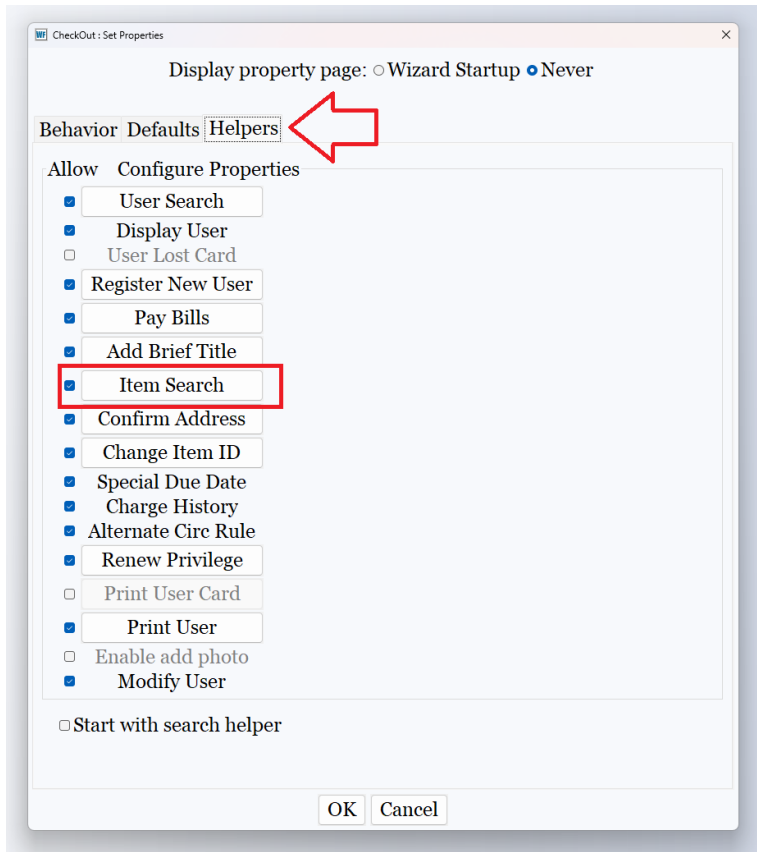 WF CheckOut : Set Properties
Display property page: Wizard Startup Never
Behavior Defaults Helpers
Allow Configure Properties
User Search
Display User
User Lost Card
Register New User
Pay Bills
Add Brief Title
Item Search
Confirm Address
Change Item ID
Special Due Date
Charge History
Alternate Circ Rule
Renew Privilege
Print User Card
Print User
Enable add photo
Modify User
Start with search helper
OK Cancel